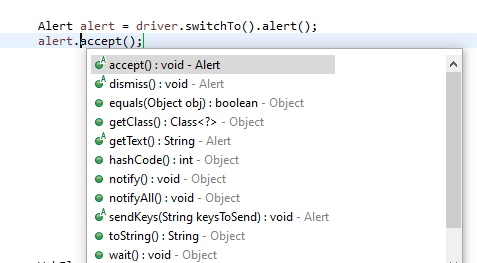 Alert alert = driver.switchTo().alert();
alert.accept();
accept() : void - Alert
dismiss() : void - Alert
equals(Object obj) : boolean - Object
getClass() : Class<?> - Object
getText() : String - Alert
hashCode() : int - Object
notify() : void - Object
notifyAll() : void - Object
sendKeys(String keysToSend) : void - Alert
toString() : String - Object
wait() : void - Object